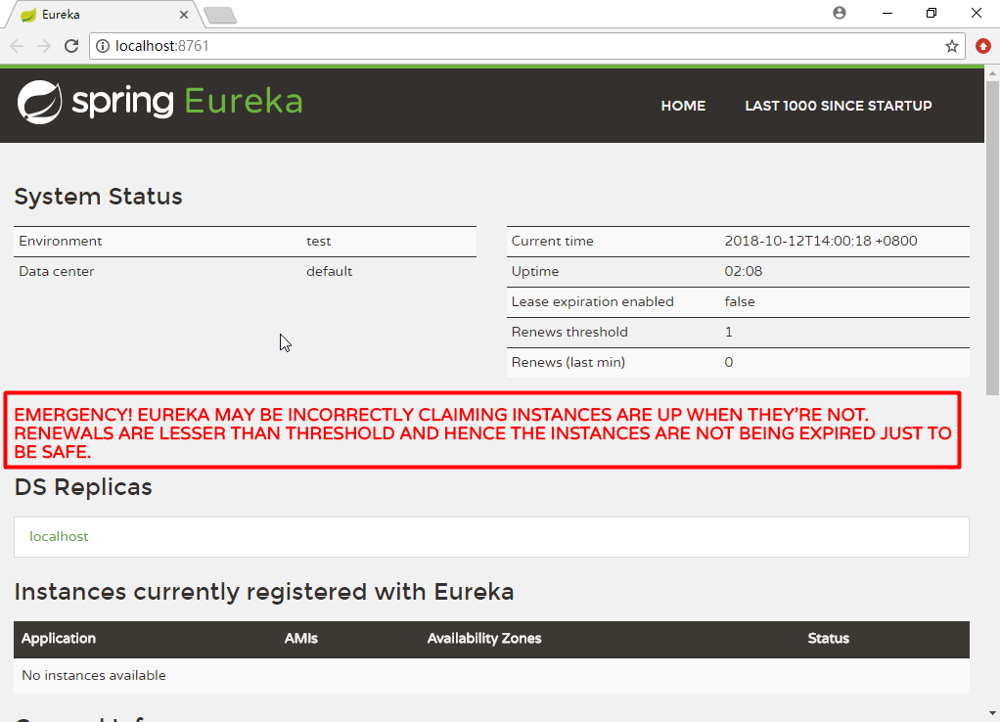 Eureka
localhost:8761
spring Eureka
HOME LAST 1000 SINCE STARTUP
System Status
Environment test
Data center default
Current time 2018-10-12T14:00:18 +0800
Uptime 02:08
Lease expiration enabled false
Renews threshold 1
Renews (last min) 0
EMERGENCY! EUREKA MAY BE INCORRECTLY CLAIMING INSTANCES ARE UP WHEN THEY'RE NOT.
RENEWALS ARE LESSER THAN THRESHOLD AND HENCE THE INSTANCES ARE NOT BEING EXPIRED JUST TO
BE SAFE.
DS Replicas
localhost
Instances currently registered with Eureka
Application AMIs Availability Zones Status
No instances available